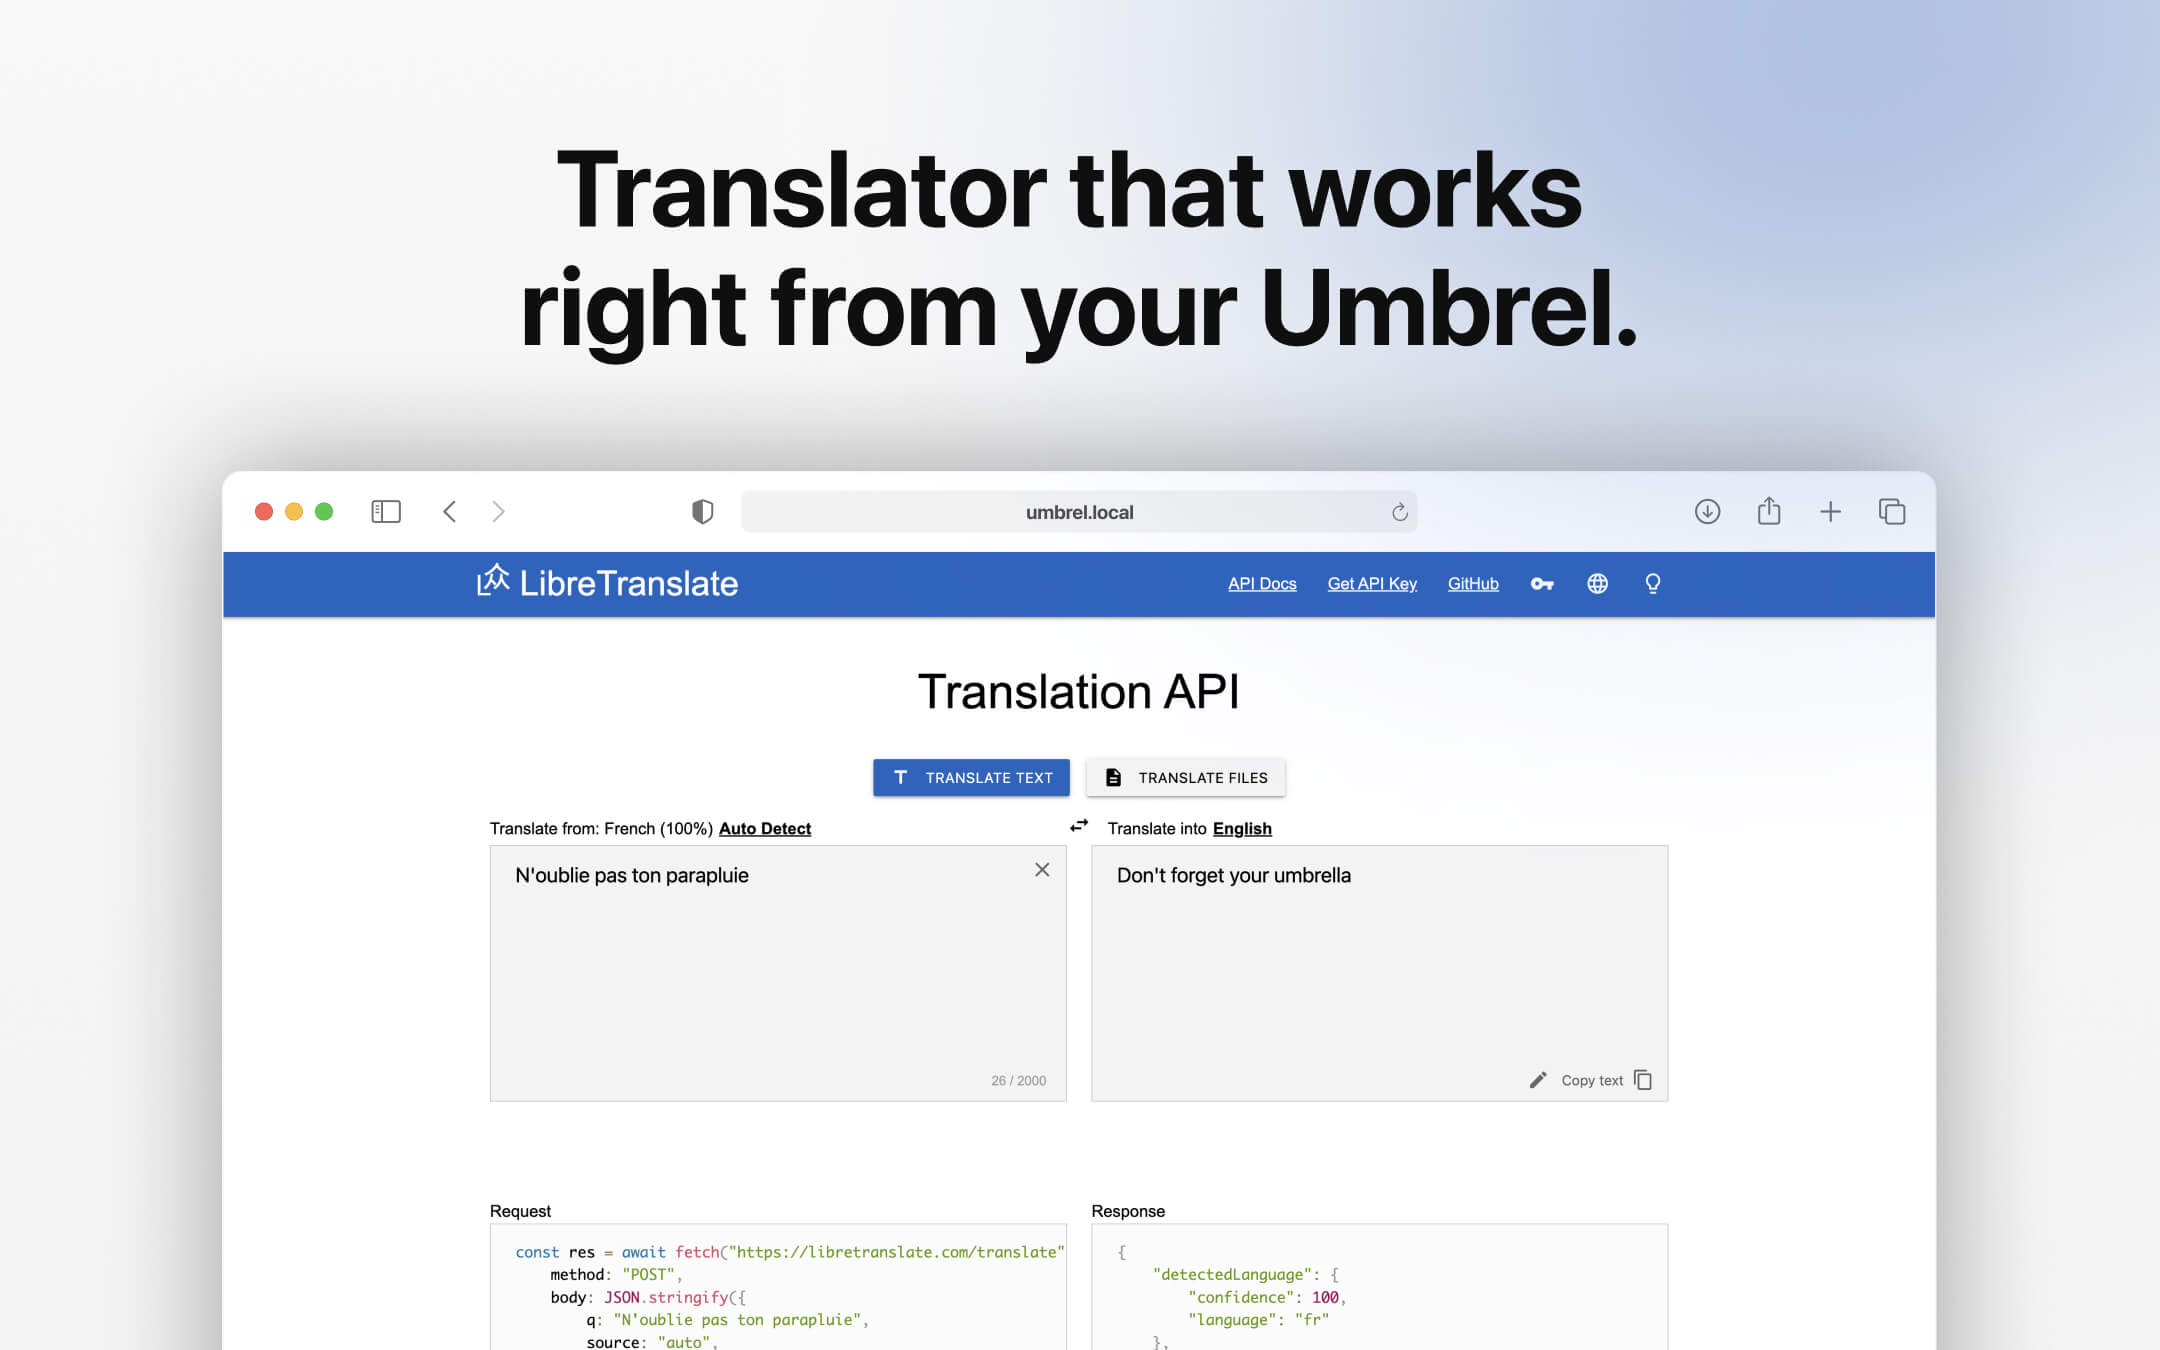 Translator that works
right from your Umbrel.
umbrel.local
LibreTranslate
API Docs Get API Key GitHub
Translation API
TRANSLATE TEXT TRANSLATE FILES
Translate from: French (100%) Auto Detect
Translate into English
N'oublie pas ton parapluie
26 / 2000
Don't forget your umbrella
Copy text
Request
const res = await fetch("https://libretranslate.com/translate"
method: "POST",
body: JSON.stringify({
q: "N'oublie pas ton parapluie",
source: "auto",
Response
{
"detectedLanguage": {
"confidence": 100,
"language": "fr"
},